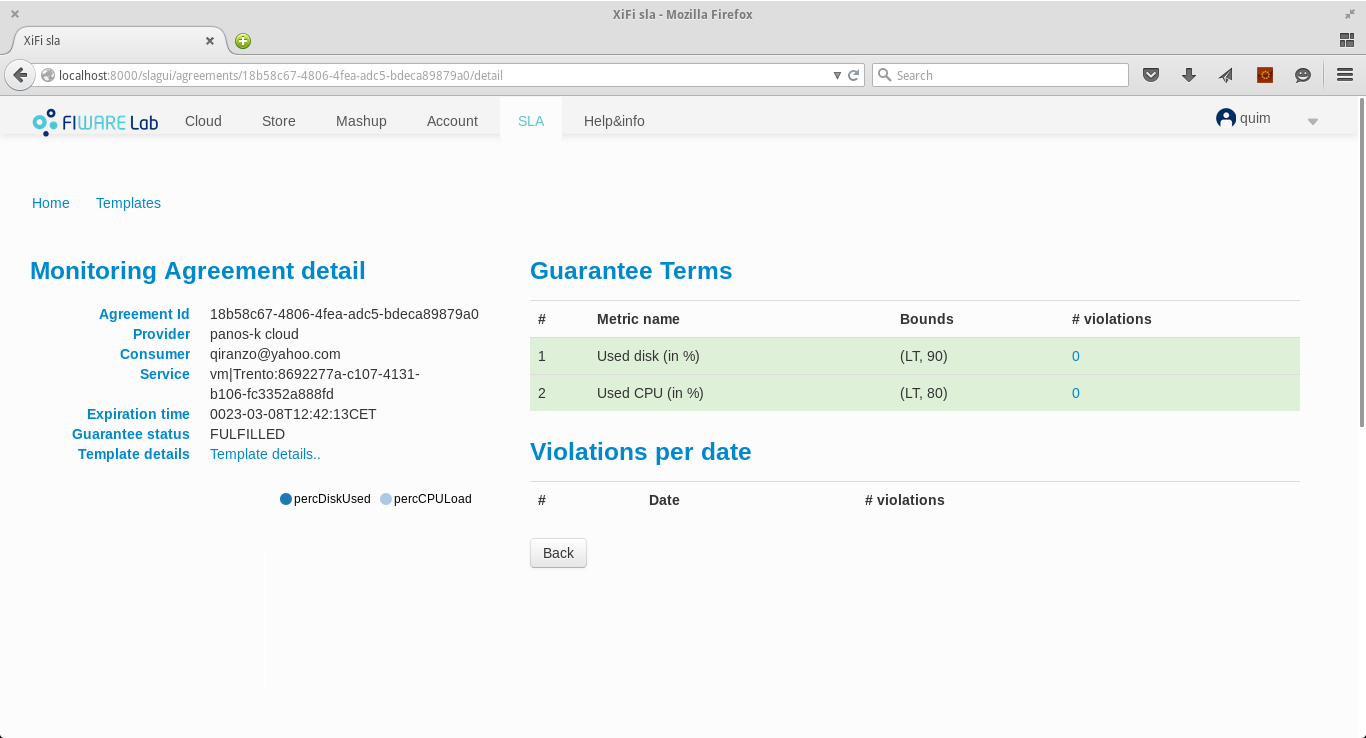 XiFi sla - Mozilla Firefox
XiFi sla
localhost:8000/slagui/agreements/18b58c67-4806-4fea-adc5-bdeca89879a0/detail
Search
FIWARE Lab Cloud Store Mashup Account SLA Help&info quim
Home Templates
Monitoring Agreement detail
Agreement Id 18b58c67-4806-4fea-adc5-bdeca89879a0
Provider panos-k cloud
Consumer qiranzo@yahoo.com
Service vm|Trento:8692277a-c107-4131-
b106-fc3352a888fd
Expiration time 0023-03-08T12:42:13CET
Guarantee status FULFILLED
Template details Template details..
percDiskUsed percCPULoad
Guarantee Terms
# Metric name Bounds # violations
1 Used disk (in %) (LT, 90) 0
2 Used CPU (in %) (LT, 80) 0
Violations per date
# Date # violations
Back